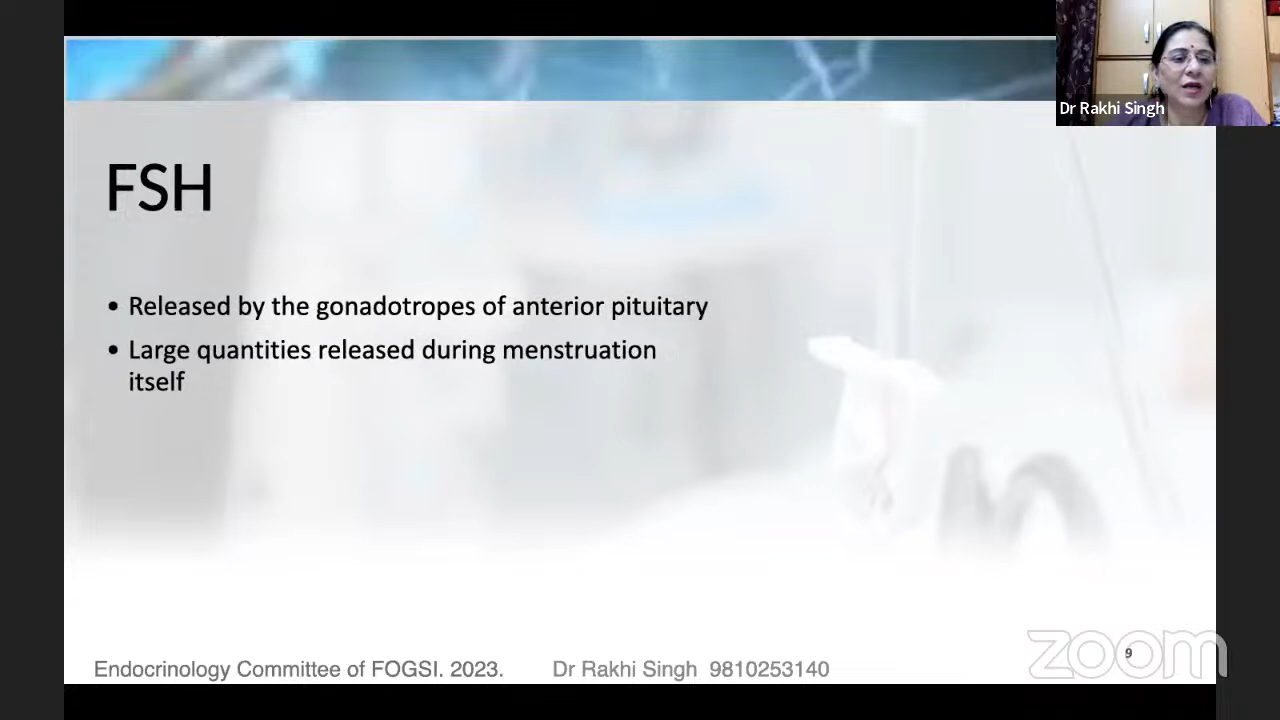 Dr Rakhi Singh
FSH
• Released by the gonadotropes of anterior pituitary
• Large quantities released during menstruation
itself
Endocrinology Committee of FOGSI. 2023. Dr Rakhi Singh 9810253140
9
zoom